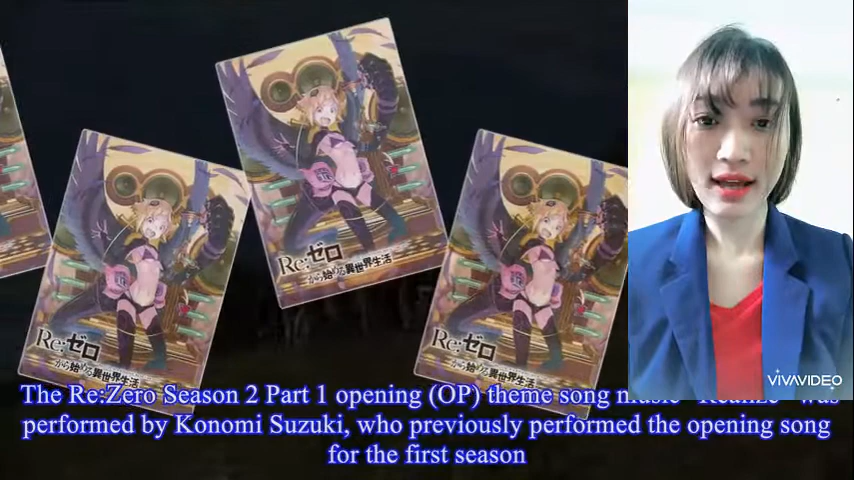 Re:ゼロ
から始める異世界生活
Re:ゼロ
から始める異世界生活
Re:ゼロ
から始める異世界生活
VIVAVIDEO
The Re:Zero Season 2 Part 1 opening (OP) theme song music "Realize" was
performed by Konomi Suzuki, who previously performed the opening song
for the first season